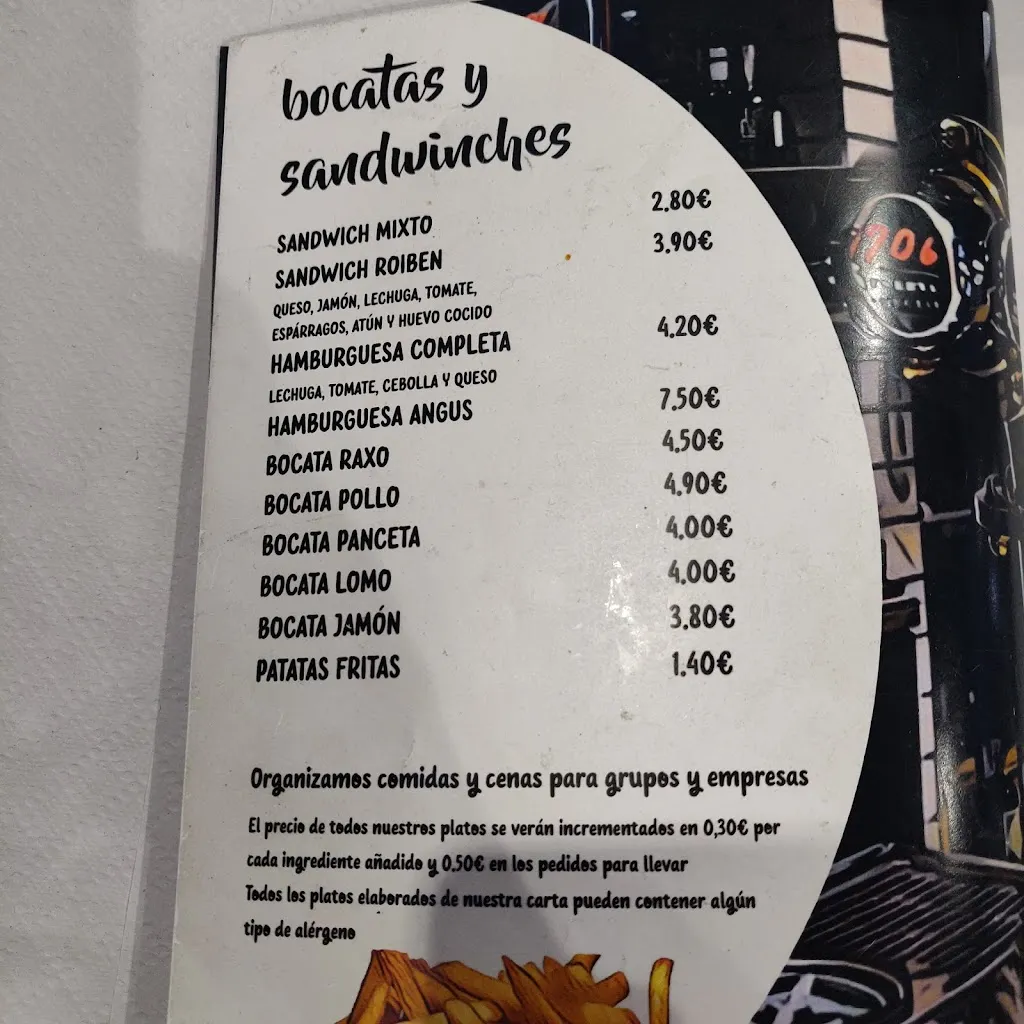 bocatas y
sandwinches
SANDWICH MIXTO 2.80€
SANDWICH ROIBEN 3.90€
QUESO, JAMÓN, LECHUGA, TOMATE,
ESPÁRRAGOS, ATÚN Y HUEVO COCIDO
HAMBURGUESA COMPLETA 4.20€
LECHUGA, TOMATE, CEBOLLA Y QUESO
HAMBURGUESA ANGUS 7.50€
BOCATA RAXO 4.50€
BOCATA POLLO 4.90€
BOCATA PANCETA 4.00€
BOCATA LOMO 4.00€
BOCATA JAMÓN 3.80€
PATATAS FRITAS 1.40€
Organizamos comidas y cenas para grupos y empresas
El precio de todos nuestros platos se verán incrementados en 0,30€ por
cada ingrediente añadido y 0.50€ en los pedidos para llevar
Todos los platos elaborados de nuestra carta pueden contener algún
tipo de alérgeno
1906